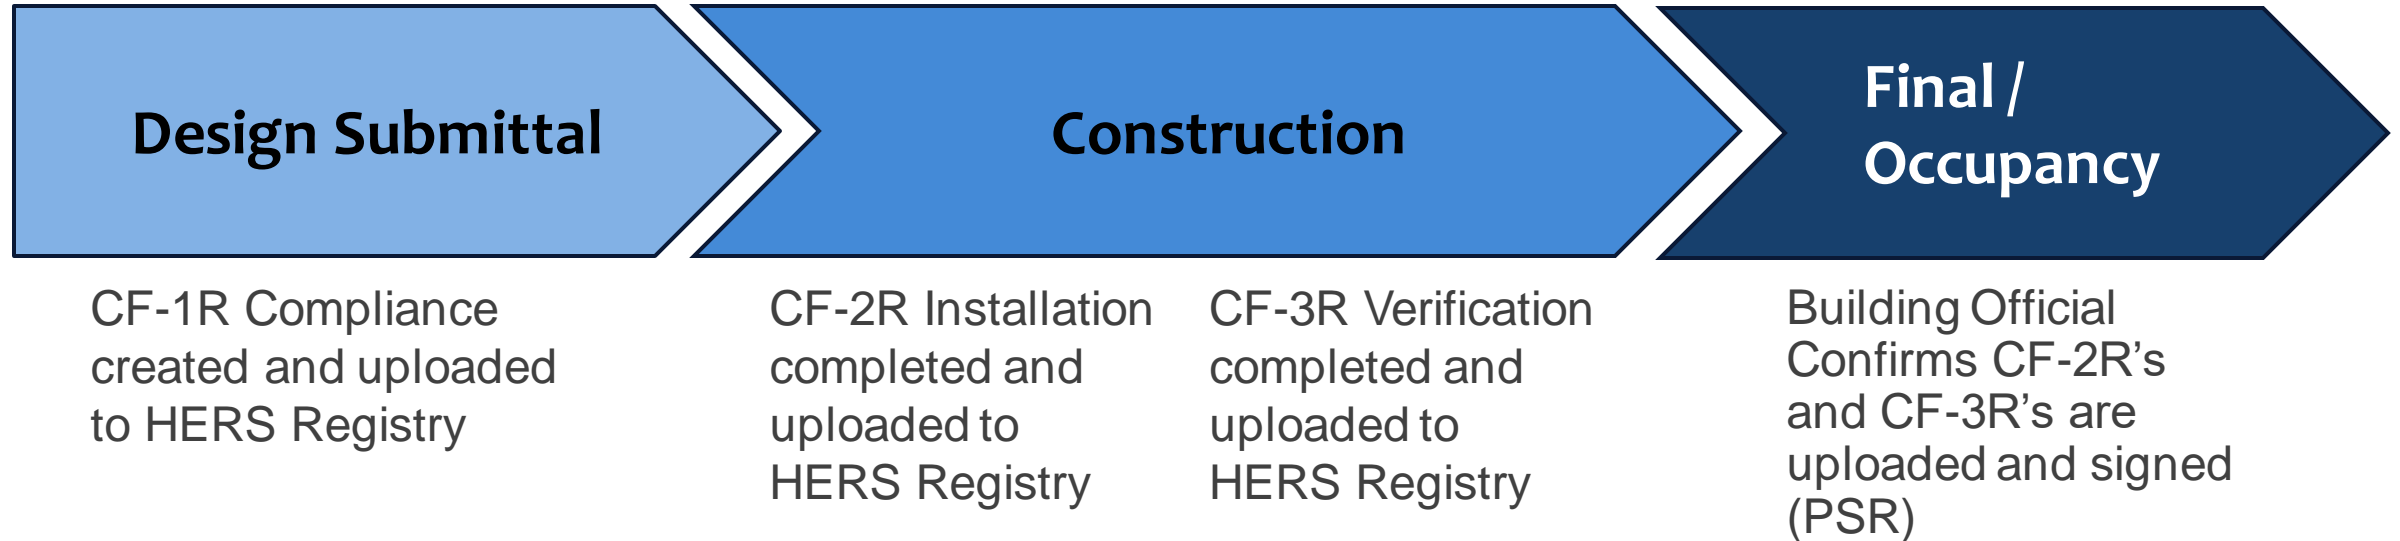 Design Submittal
Construction
Final /
Occupancy
CF-1R Compliance
created and uploaded
to HERS Registry
CF-2R Installation
completed and
uploaded to
HERS Registry
CF-3R Verification
completed and
uploaded to
HERS Registry
Building Official
Confirms CF-2R’s
and CF-3R’s are
uploaded and signed
(PSR)